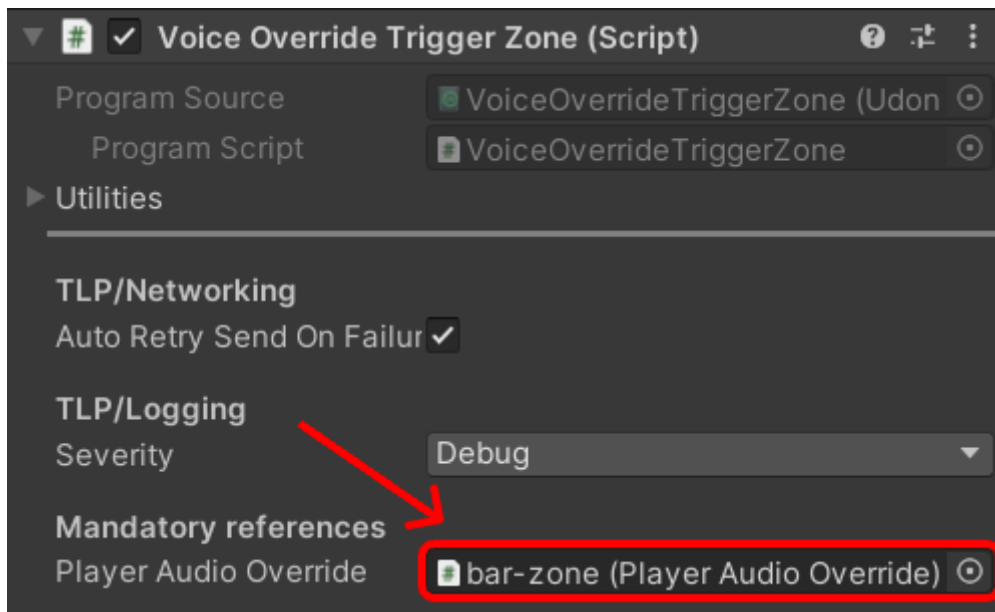 Voice Override Trigger Zone (Script)
Program Source VoiceOverrideTriggerZone (Udon
Program Script VoiceOverrideTriggerZone
Utilities
TLP/Networking
Auto Retry Send On Failur
TLP/Logging
Severity Debug
Mandatory references
Player Audio Override bar-zone (Player Audio Override)